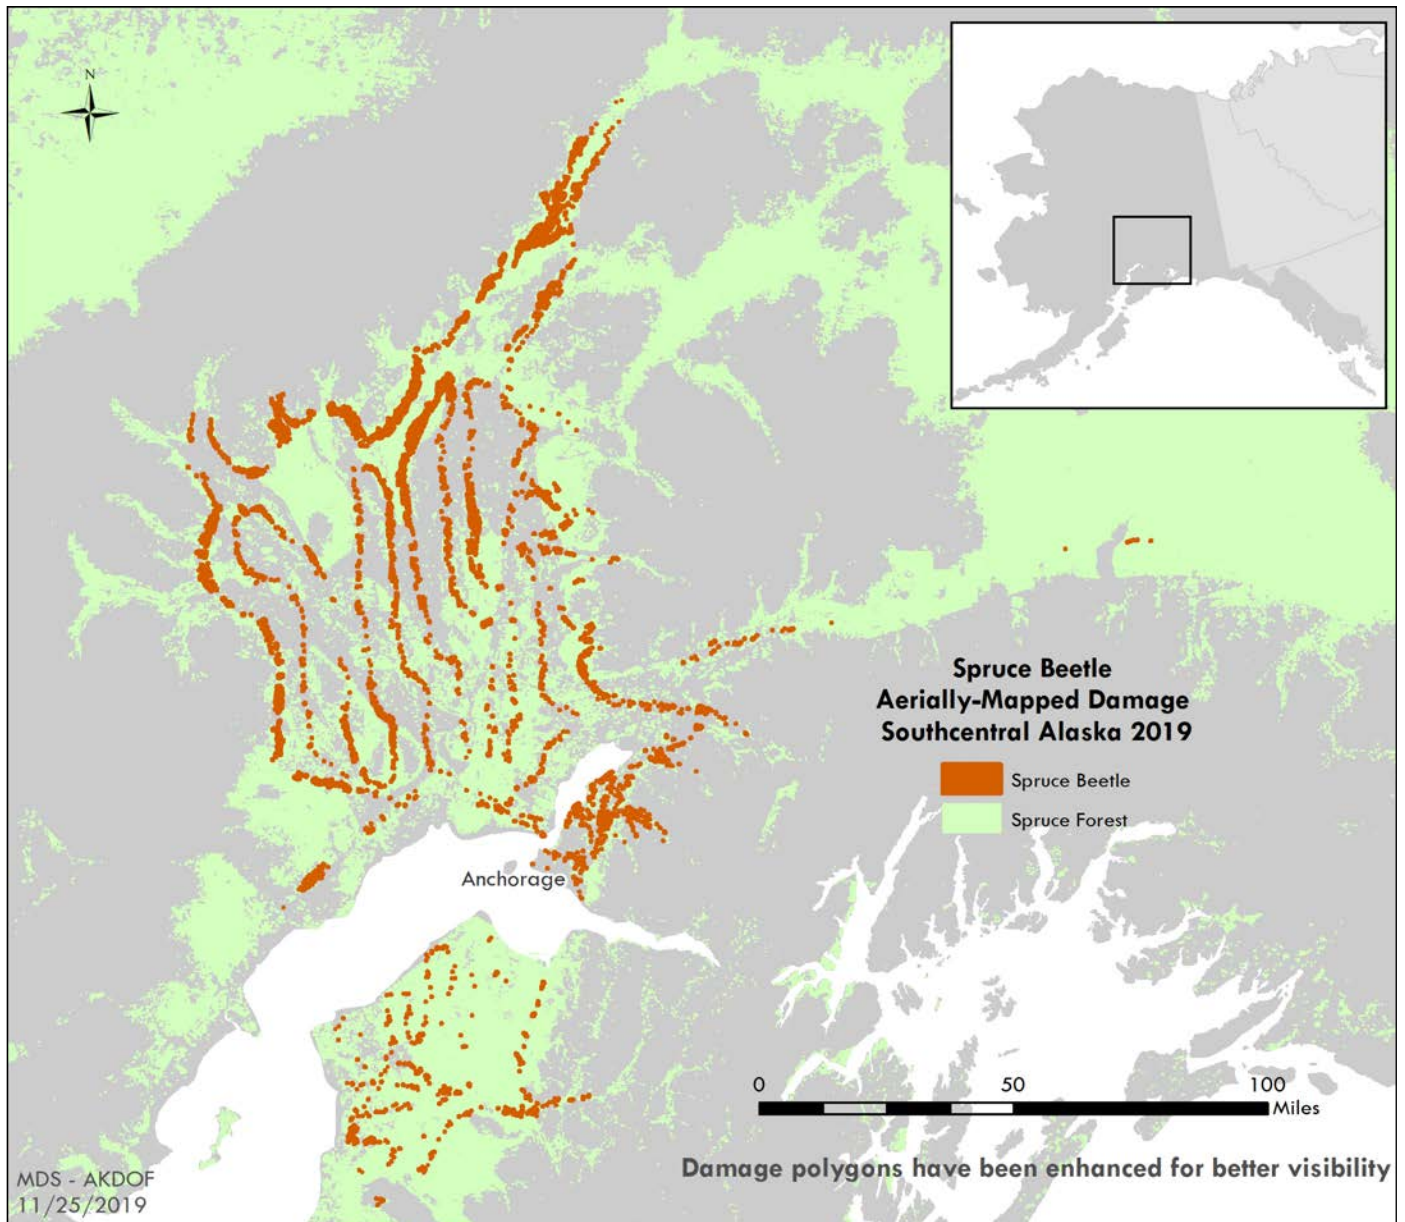 N
Spruce Beetle
Aerially-Mapped Damage
Southcentral Alaska 2019
Spruce Beetle
Spruce Forest
Anchorage
0 50 100
Miles
Damage polygons have been enhanced for better visibility
MDS - AKDOF
11/25/2019